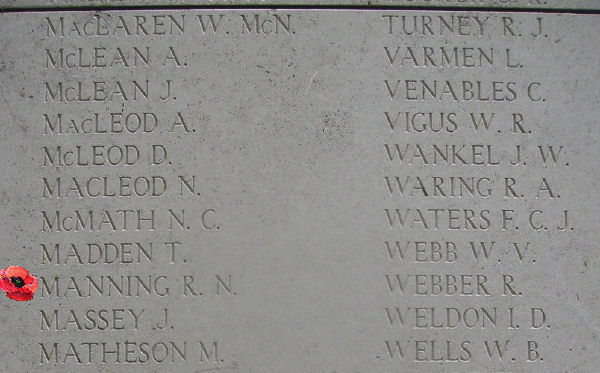 MacLAREN W. McN.
McLEAN A.
McLEAN J.
MacLEOD A.
McLEOD D.
MACLEOD N.
McMATH N. C.
MADDEN T.
MANNING R. N.
MASSEY J.
MATHESON M.
TURNEY R. J.
VARMEN L.
VENABLES C.
VIGUS W. R.
WANKEL J. W.
WARING R. A.
WATERS F. C. J.
WEBB W. V.
WEBBER R.
WELDON I. D.
WELLS W. B.